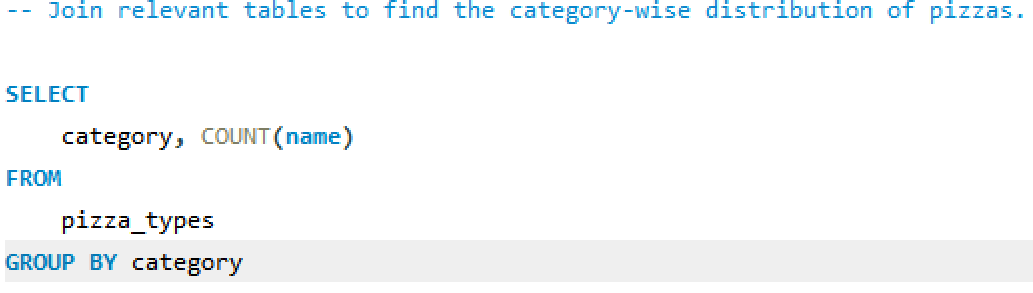 -- Join relevant tables to find the category-wise distribution of pizzas.
SELECT
category, COUNT(name)
FROM
pizza_types
GROUP BY category